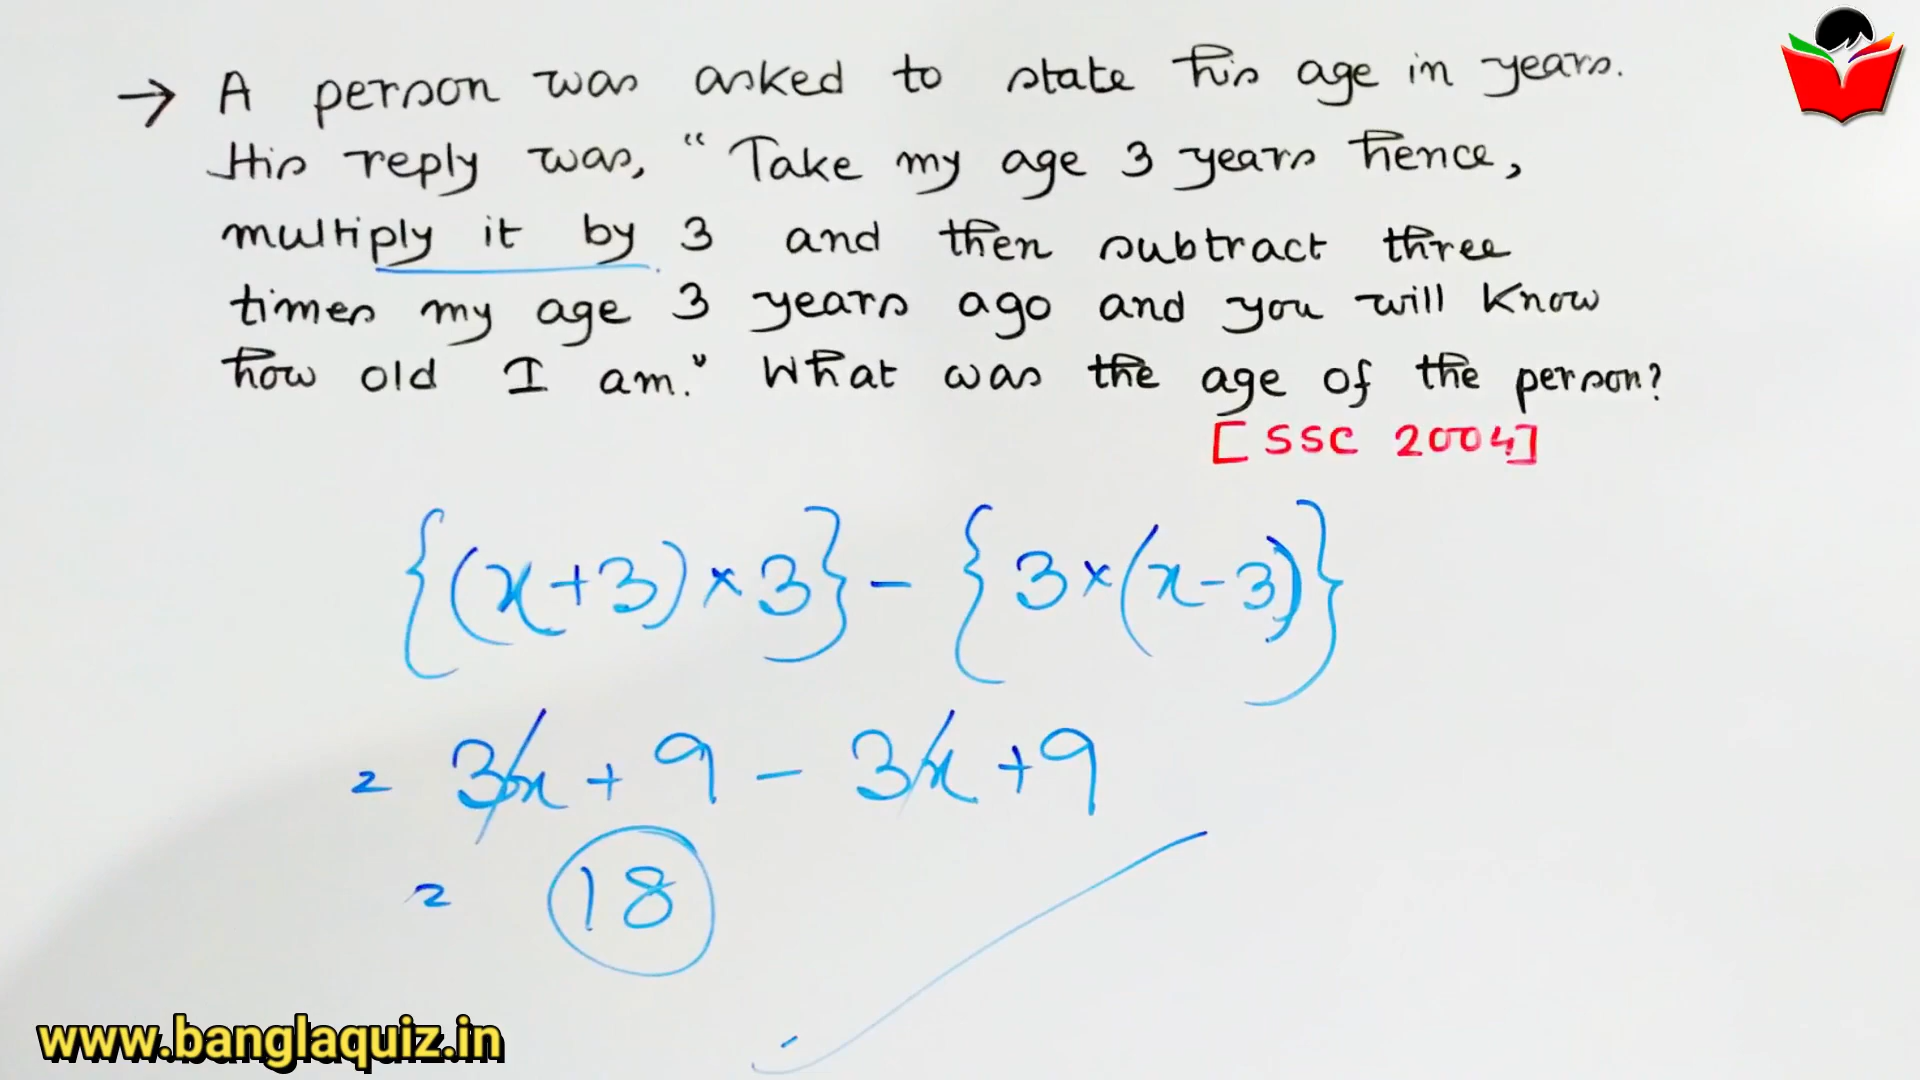 → A person was asked to state his age in years.
His reply was, "Take my age 3 years hence,
multiply it by 3 and then subtract three
times my age 3 years ago and you will know
how old I am." What was the age of the person?
[SSC 2004]
{(x+3)×3} - {3×(x-3)}
= 3x + 9 - 3x + 9
= 18
www.banglaquiz.in